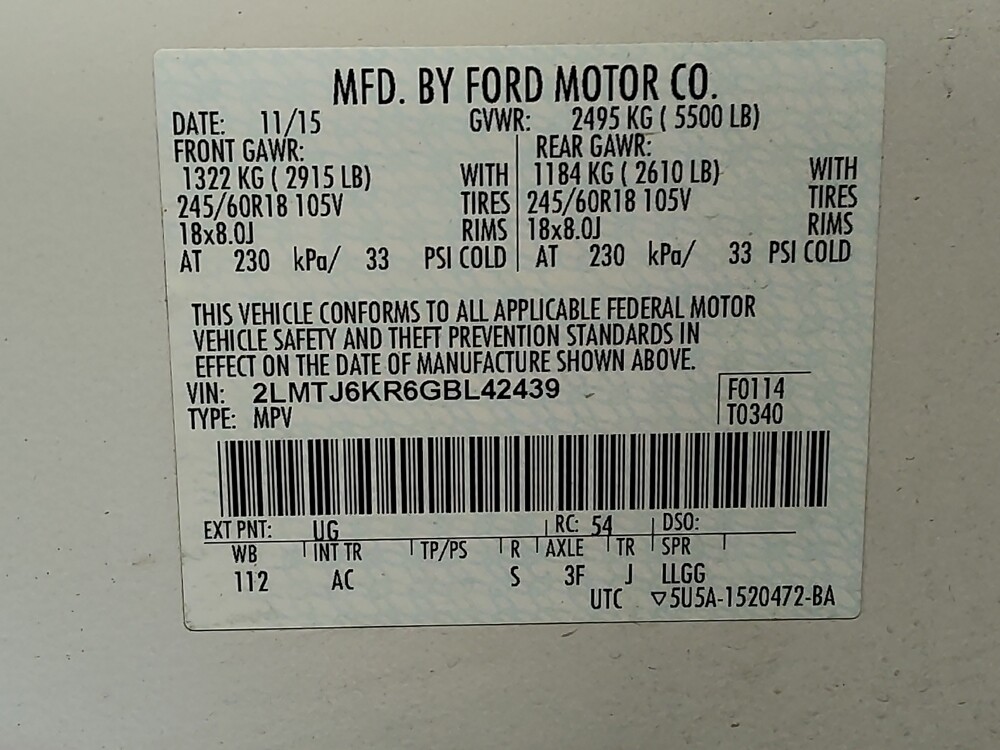 MFD. BY FORD MOTOR CO.
DATE: 11/15 GVWR: 2495 KG ( 5500 LB)
FRONT GAWR: REAR GAWR:
1322 KG ( 2915 LB) WITH 1184 KG ( 2610 LB) WITH
245/60R18 105V TIRES 245/60R18 105V TIRES
18x8.0J RIMS 18x8.0J RIMS
AT 230 kPa/ 33 PSI COLD AT 230 kPa/ 33 PSI COLD
THIS VEHICLE CONFORMS TO ALL APPLICABLE FEDERAL MOTOR
VEHICLE SAFETY AND THEFT PREVENTION STANDARDS IN
EFFECT ON THE DATE OF MANUFACTURE SHOWN ABOVE.
VIN: 2LMTJ6KR6GBL42439 F0114
TYPE: MPV T0340
EXT PNT: UG RC: 54 DSO:
WB INT TR TP/PS R AXLE TR SPR
112 AC S 3F J LLGG
UTC ▽5U5A-1520472-BA